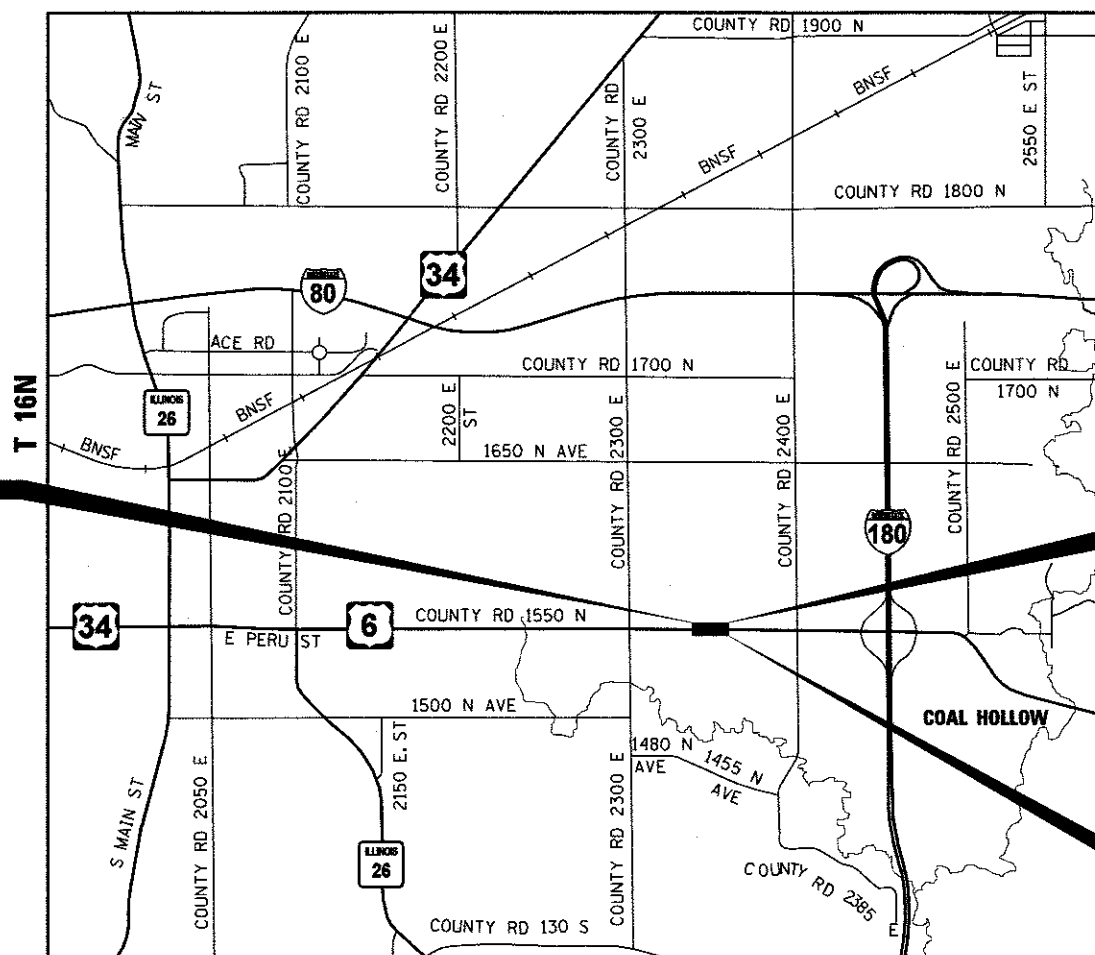 COUNTY RD 1900 N
MAIN ST
COUNTY RD 2100 E
COUNTY RD 2200 E
COUNTY RD
2300 E
BNSF
2550 E ST
BNSF
COUNTY RD 1800 N
34
80
ACE RD
COUNTY RD 1700 N
COUNTY RD
1700 N
T 16N
ILLINOIS
26
BNSF
BNSF
2200 E
ST
1650 N AVE
COUNTY RD 2100 E
COUNTY RD 2300 E
COUNTY RD 2400 E
COUNTY RD 2500 E
180
34
E PERU ST
6
COUNTY RD 1550 N
1500 N AVE
COAL HOLLOW
S MAIN ST
COUNTY RD 2050 E
2150 E. ST
COUNTY RD 2300 E
1480 N
AVE
1455 N
AVE
ILLINOIS
26
COUNTY RD 2385
E
COUNTY RD 130 S